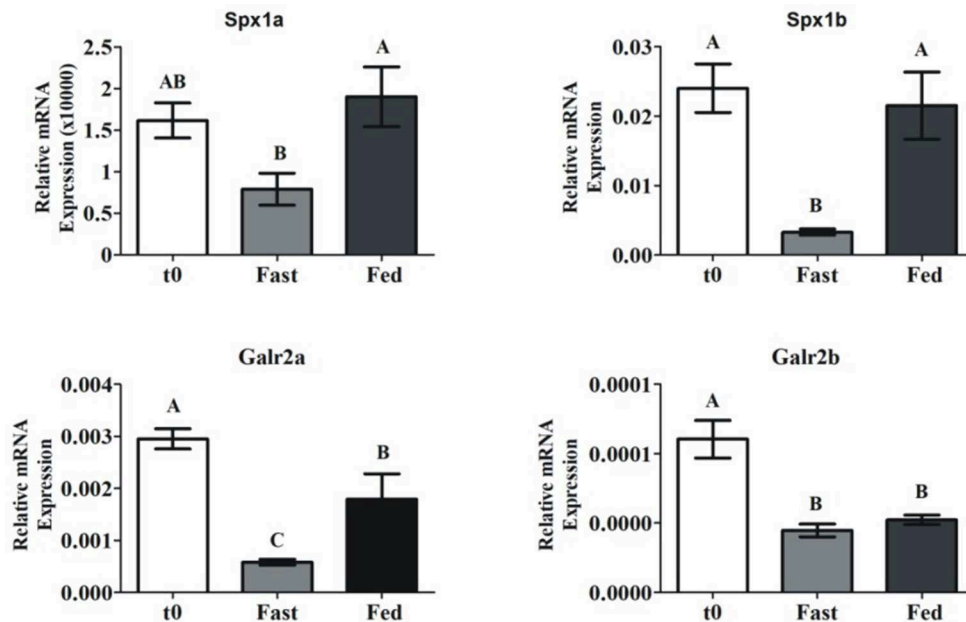 Spx1a
Relative mRNA
Expression (x10000)
2.5
2
1.5
1
0.5
0
AB
B
A
t0 Fast Fed
Spx1b
Relative mRNA
Expression
0.03
0.02
0.01
0.00
A
B
A
t0 Fast Fed
Galr2a
Relative mRNA
Expression
0.004
0.003
0.002
0.001
0.000
A
C
B
t0 Fast Fed
Galr2b
Relative mRNA
Expression
0.0001
0.0001
0.0000
0.0000
A
B
B
t0 Fast Fed